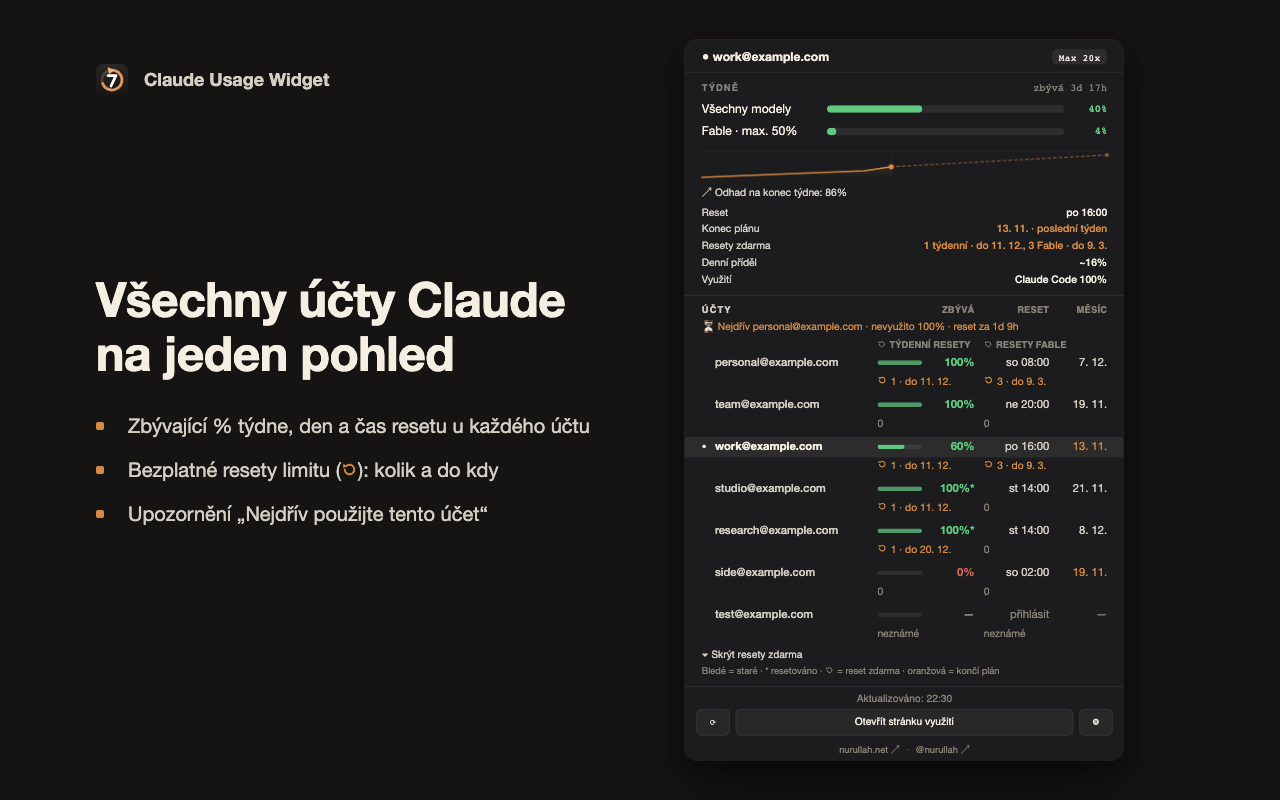 7 Claude Usage Widget
Všechny účty Claude
na jeden pohled
Zbývající % týdne, den a čas resetu u každého účtu
Bezplatné resety limitu (↺): kolik a do kdy
Upozornění „Nejdřív použijte tento účet“
• work@example.com Max 20x
TÝDNĚ zbývá 3d 17h
Všechny modely 40%
Fable · max. 50% 4%
↗ Odhad na konec týdne: 86%
Reset po 16:00
Konec plánu 13. 11. · poslední týden
Resety zdarma 1 týdenní · do 11. 12., 3 Fable · do 9. 3.
Denní příděl ~16%
Využití Claude Code 100%
ÚČTY ZBÝVÁ RESET MĚSÍC
⏳ Nejdřív personal@example.com · nevyužito 100% · reset za 1d 9h
↺ TÝDENNÍ RESETY ↺ RESETY FABLE
personal@example.com 100% so 08:00 7. 12.
↺ 1 · do 11. 12. ↺ 3 · do 9. 3.
team@example.com 100% ne 20:00 19. 11.
0
• work@example.com 60% po 16:00 13. 11.
↺ 1 · do 11. 12. ↺ 3 · do 9. 3.
studio@example.com 100%* st 14:00 21. 11.
↺ 1 · do 11. 12. 0
research@example.com 100%* st 14:00 8. 12.
↺ 1 · do 20. 12. 0
side@example.com 0% so 02:00 19. 11.
0 0
test@example.com — přihlásit —
neznámé neznámé
▾ Skrýt resety zdarma
Bledé = staré · * resetováno · ↺ = reset zdarma · oranžová = končí plán
Aktualizováno: 22:30
⟳ Otevřít stránku využití ⚙
nurullah.net ↗ · @nurullah ↗